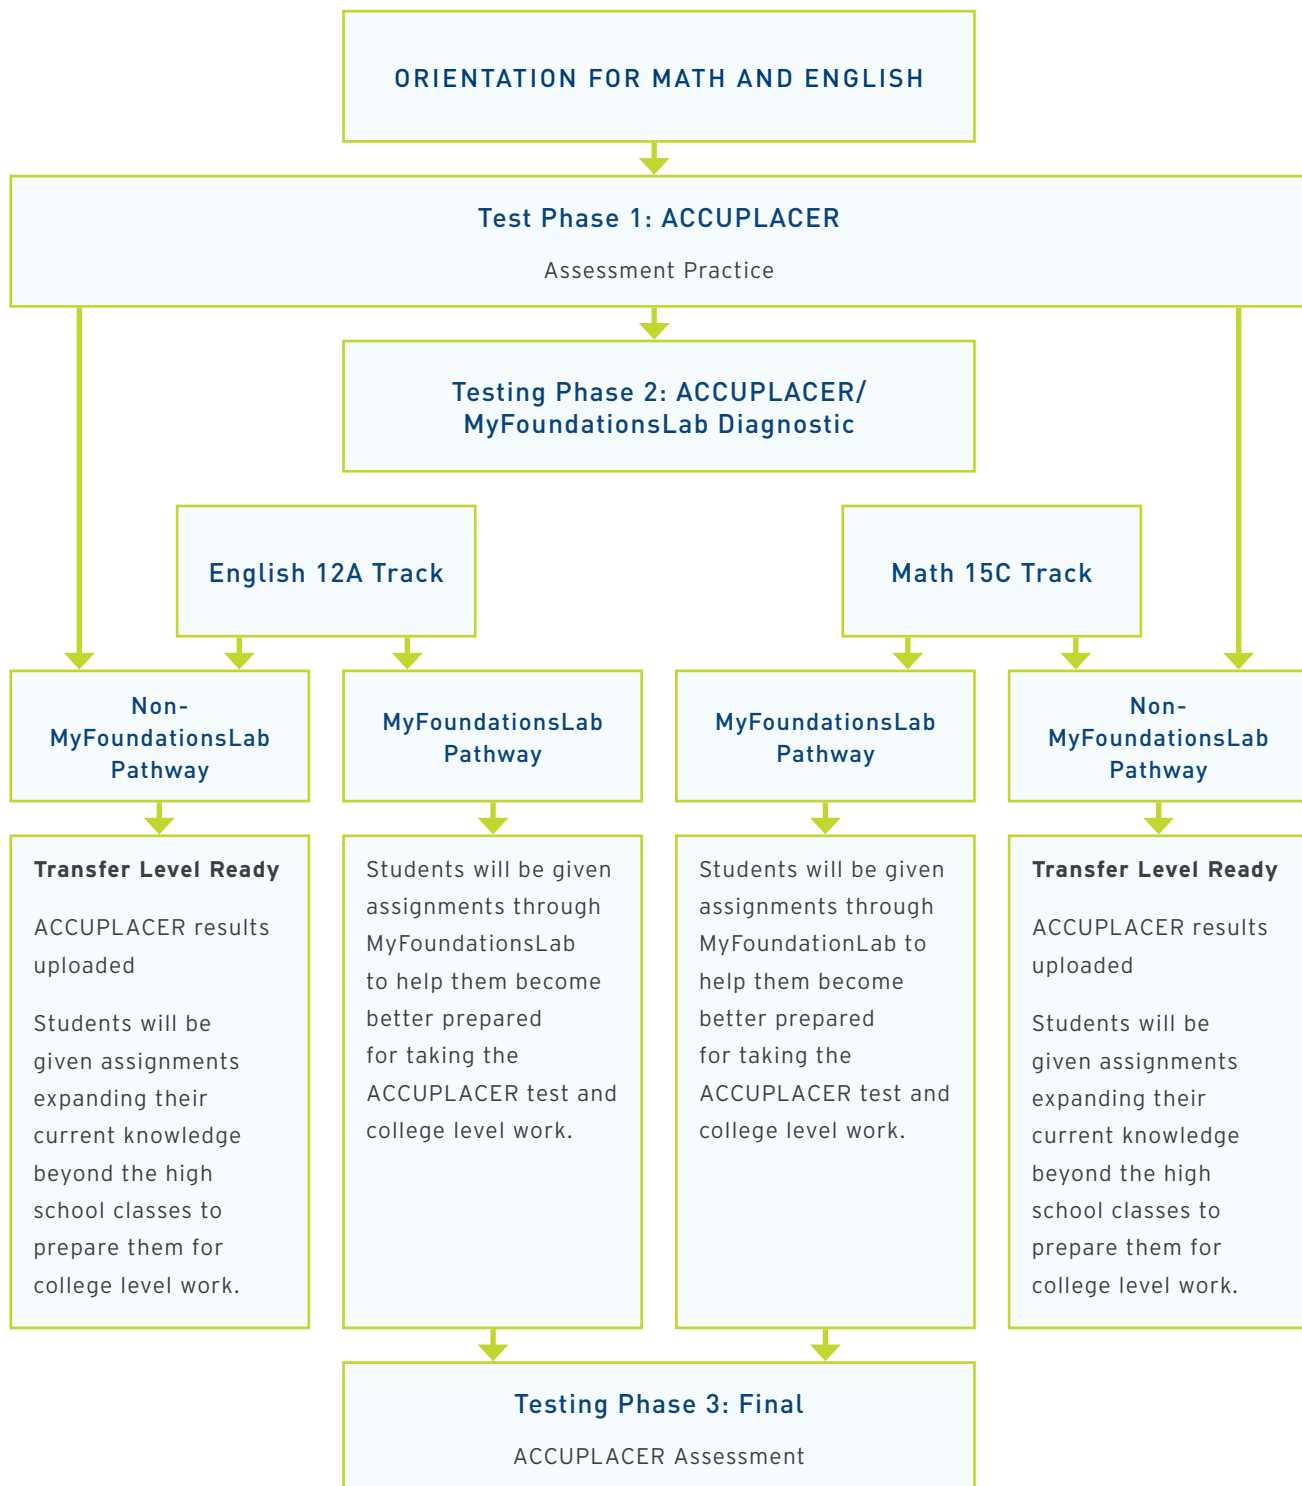 ORIENTATION FOR MATH AND ENGLISH
Test Phase 1: ACCUPLACER
Assessment Practice
Testing Phase 2: ACCUPLACER/
MyFoundationsLab Diagnostic
English 12A Track
Math 15C Track
Non-
MyFoundationsLab
Pathway
MyFoundationsLab
Pathway
MyFoundationsLab
Pathway
Non-
MyFoundationsLab
Pathway
Transfer Level Ready
ACCUPLACER results
uploaded
Students will be
given assignments
expanding their
current knowledge
beyond the high
school classes to
prepare them for
college level work.
Students will be given
assignments through
MyFoundationsLab
to help them become
better prepared
for taking the
ACCUPLACER test and
college level work.
Students will be given
assignments through
MyFoundationLab to
help them become
better prepared
for taking the
ACCUPLACER test and
college level work.
Transfer Level Ready
ACCUPLACER results
uploaded
Students will be
given assignments
expanding their
current knowledge
beyond the high
school classes to
prepare them for
college level work.
Testing Phase 3: Final
ACCUPLACER Assessment